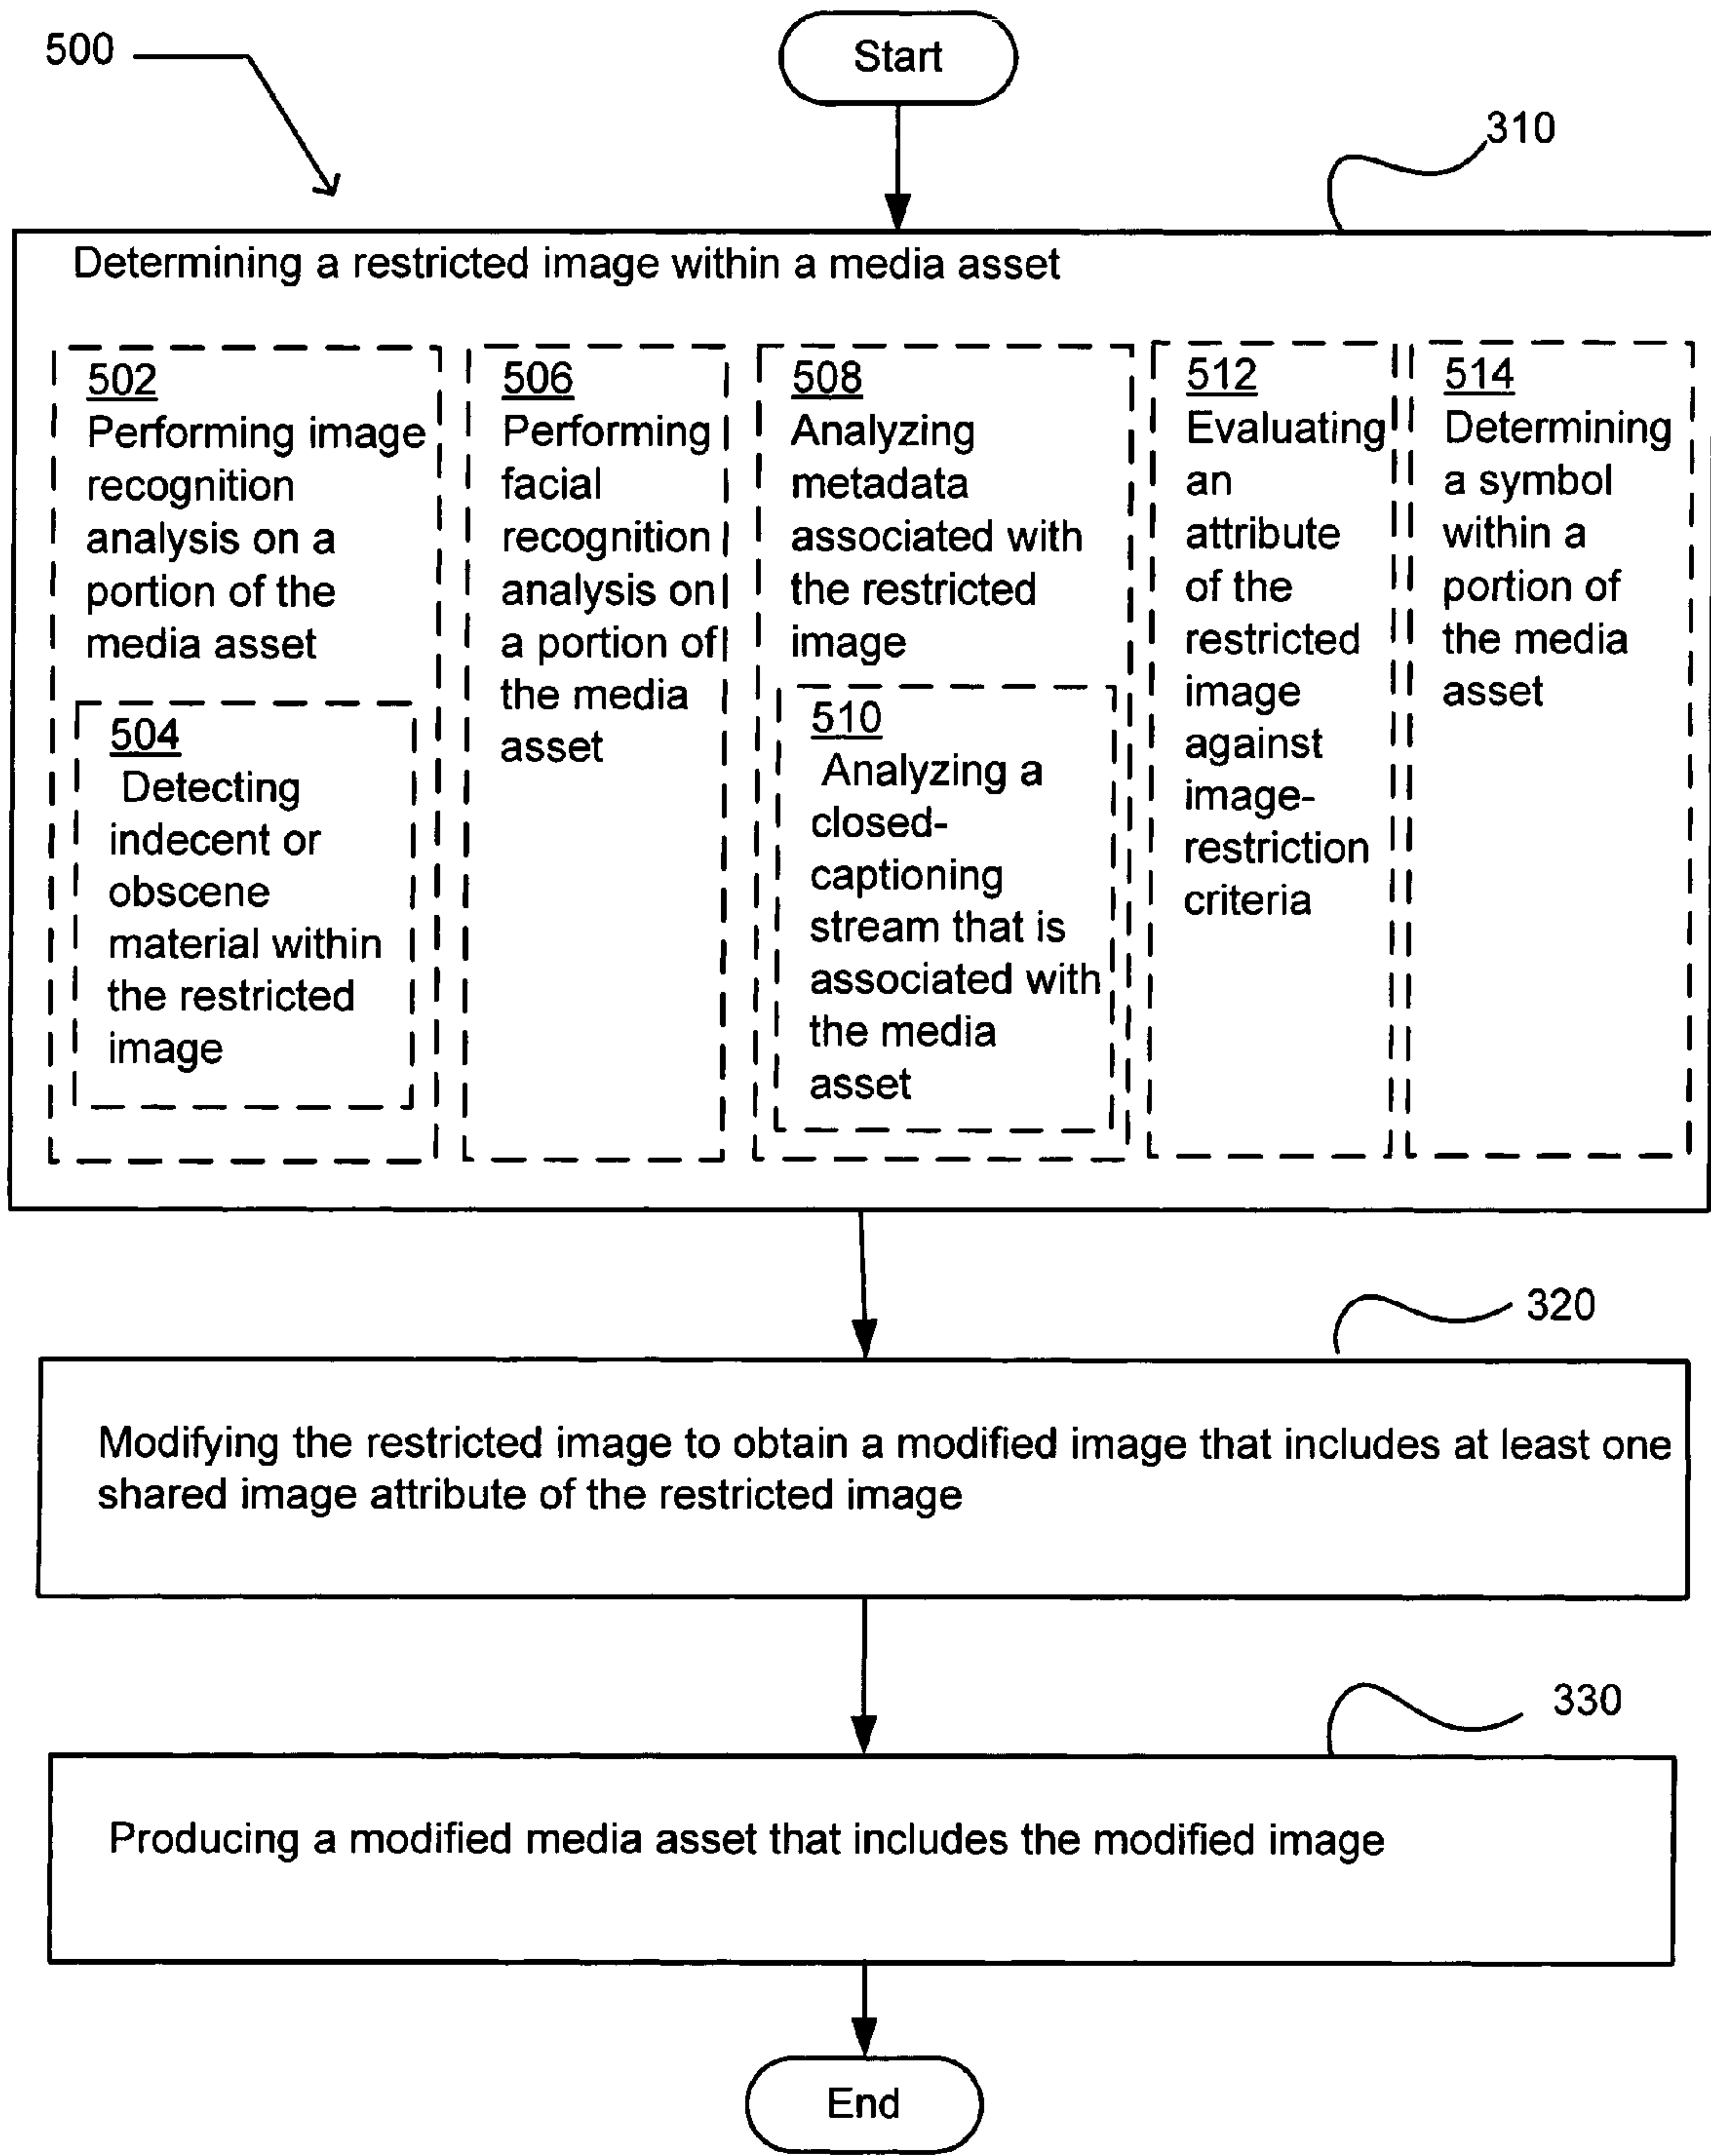 500
Start
310
Determining a restricted image within a media asset
502
Performing image
recognition
analysis on a
portion of the
media asset
504
Detecting
indecent or
obscene
material within
the restricted
image
506
Performing
facial
recognition
analysis on
a portion of
the media
asset
508
Analyzing
metadata
associated with
the restricted
image
510
Analyzing a
closed-
captioning
stream that is
associated with
the media
asset
512
Evaluating
an
attribute
of the
restricted
image
against
image-
restriction
criteria
514
Determining
a symbol
within a
portion of
the media
asset
320
Modifying the restricted image to obtain a modified image that includes at least one
shared image attribute of the restricted image
330
Producing a modified media asset that includes the modified image
End